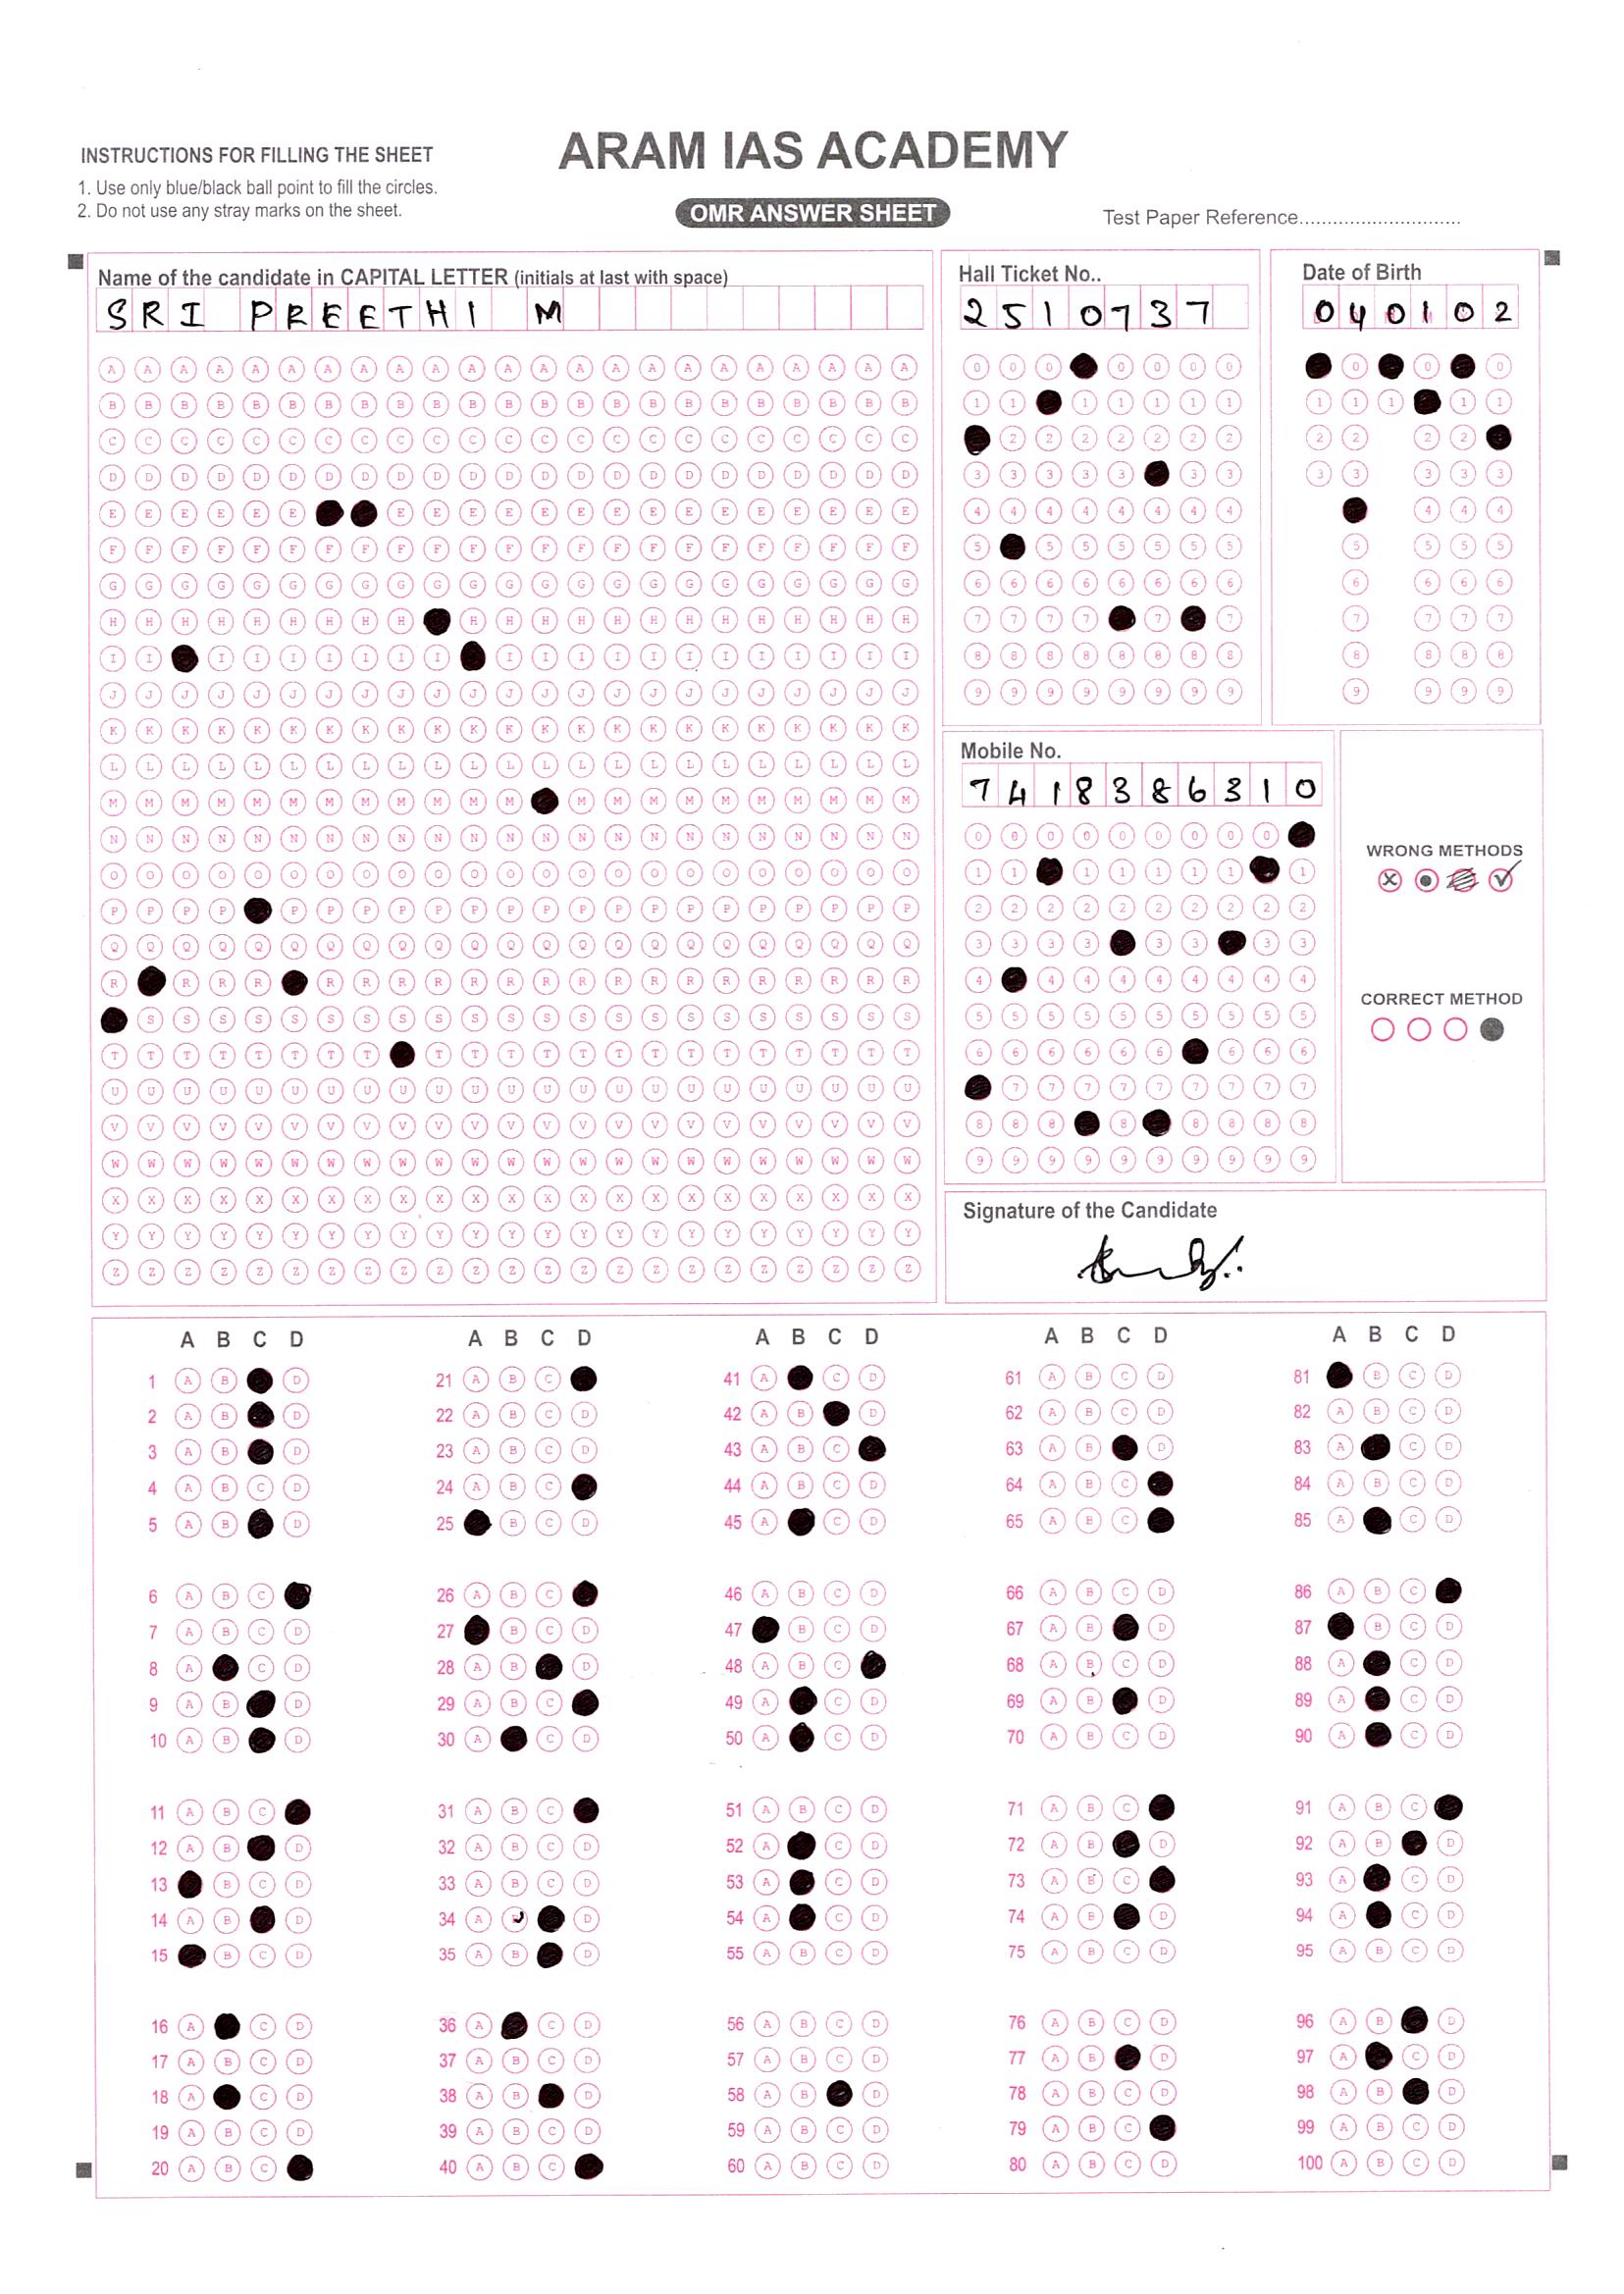 ARAM IAS ACADEMY
INSTRUCTIONS FOR FILLING THE SHEET
1. Use only blue/black ball point to fill the circles.
2. Do not use any stray marks on the sheet.
OMR ANSWER SHEET
Test Paper Reference..............................
Name of the candidate in CAPITAL LETTER (initials at last with space)
SRI PREETHI M
Hall Ticket No..
2510737
Date of Birth
040102
Mobile No.
7418386310
WRONG METHODS
CORRECT METHOD
Signature of the Candidate
A B C D A B C D A B C D A B C D A B C D
1 21 41 61 81
2 22 42 62 82
3 23 43 63 83
4 24 44 64 84
5 25 45 65 85
6 26 46 66 86
7 27 47 67 87
8 28 48 68 88
9 29 49 69 89
10 30 50 70 90
11 31 51 71 91
12 32 52 72 92
13 33 53 73 93
14 34 54 74 94
15 35 55 75 95
16 36 56 76 96
17 37 57 77 97
18 38 58 78 98
19 39 59 79 99
20 40 60 80 100